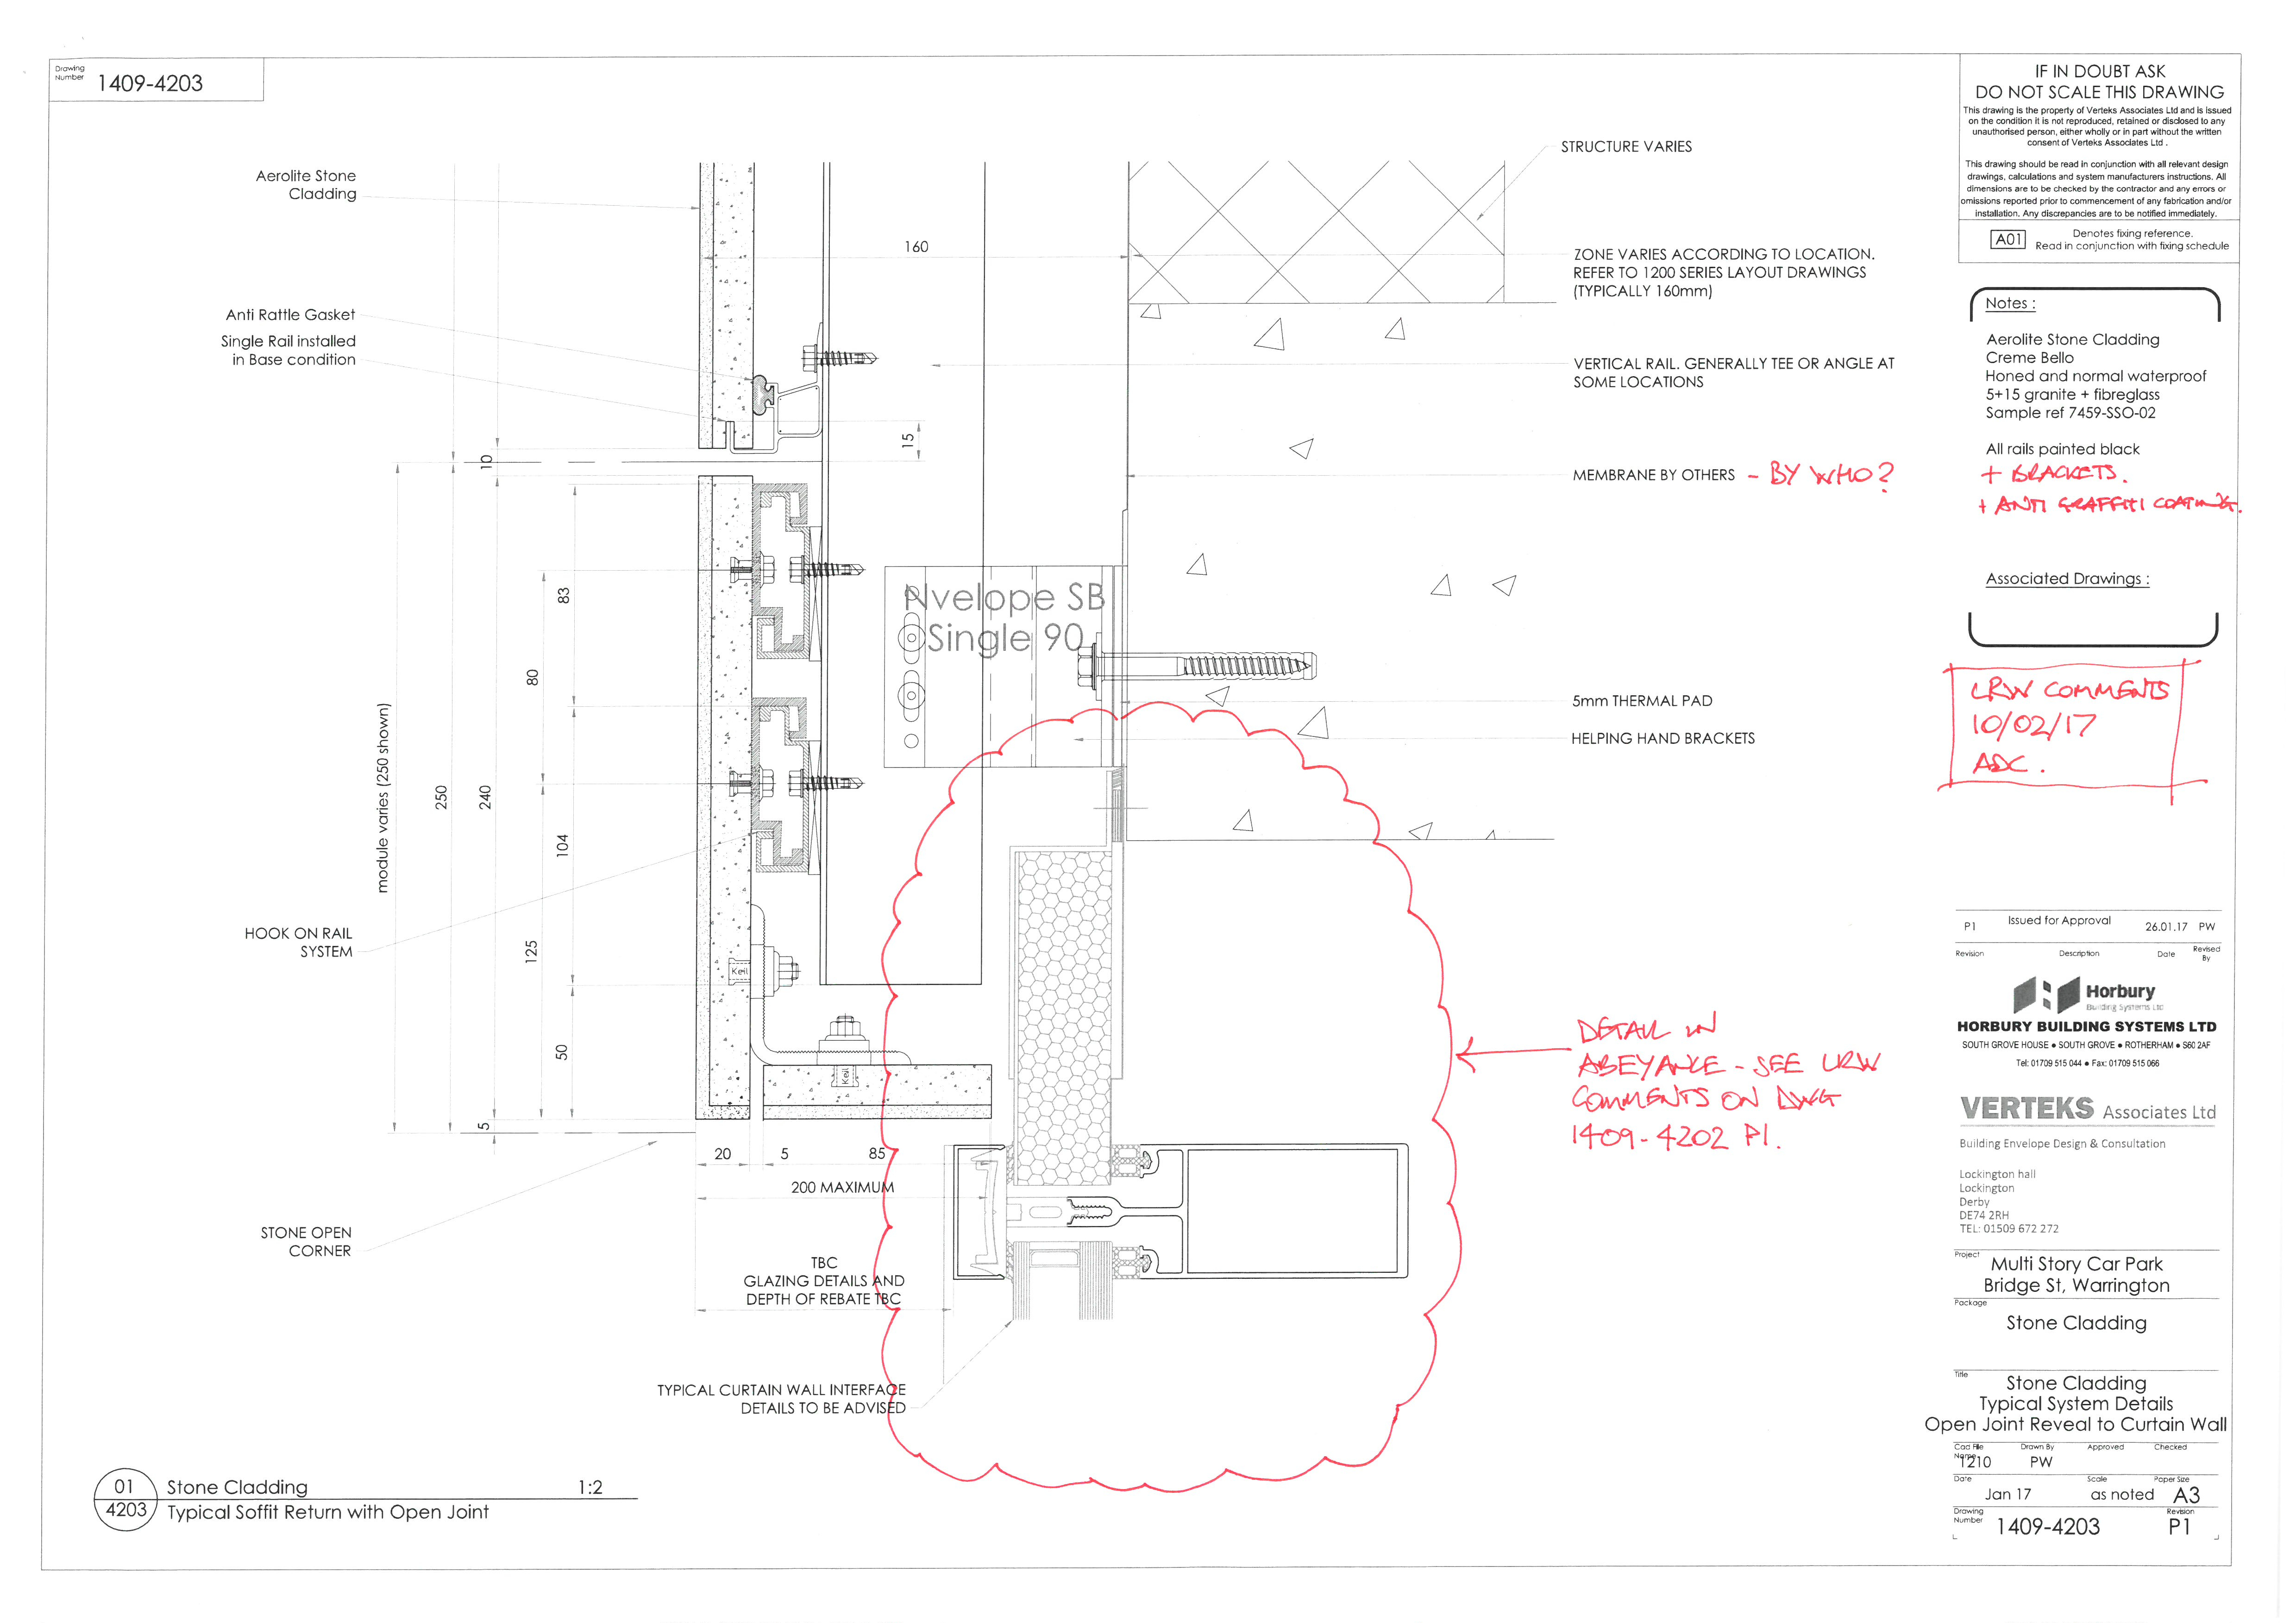 Drawing
Number
1409-4203
Aerolite Stone
Cladding
Anti Rattle Gasket
Single Rail installed
in Base condition
HOOK ON RAIL
SYSTEM
STONE OPEN
CORNER
module varies (250 shown)
250
240
10
5
83
80
104
125
50
160
15
Nvelope SB
Single 90
Keil
Keil
20
5
85
200 MAXIMUM
TBC
GLAZING DETAILS AND
DEPTH OF REBATE TBC
TYPICAL CURTAIN WALL INTERFACE
DETAILS TO BE ADVISED
STRUCTURE VARIES
ZONE VARIES ACCORDING TO LOCATION.
REFER TO 1200 SERIES LAYOUT DRAWINGS
(TYPICALLY 160mm)
VERTICAL RAIL. GENERALLY TEE OR ANGLE AT
SOME LOCATIONS
MEMBRANE BY OTHERS - BY WHO?
5mm THERMAL PAD
HELPING HAND BRACKETS
DETAIL IN
ABEYANCE - SEE LRW
COMMENTS ON DWG
1409-4202 P1.
01
4203
Stone Cladding
1:2
Typical Soffit Return with Open Joint
IF IN DOUBT ASK
DO NOT SCALE THIS DRAWING
This drawing is the property of Verteks Associates Ltd and is issued
on the condition it is not reproduced, retained or disclosed to any
unauthorised person, either wholly or in part without the written
consent of Verteks Associates Ltd .
This drawing should be read in conjunction with all relevant design
drawings, calculations and system manufacturers instructions. All
dimensions are to be checked by the contractor and any errors or
omissions reported prior to commencement of any fabrication and/or
installation. Any discrepancies are to be notified immediately.
A01
Denotes fixing reference.
Read in conjunction with fixing schedule
Notes :
Aerolite Stone Cladding
Creme Bello
Honed and normal waterproof
5+15 granite + fibreglass
Sample ref 7459-SSO-02
All rails painted black
+ BRACKETS.
+ ANTI GRAFFITI COATING.
Associated Drawings :
LRW COMMENTS
10/02/17
ADC.
P1 Issued for Approval 26.01.17 PW
Revision Description Date Revised By
Horbury
Building Systems Ltd
HORBURY BUILDING SYSTEMS LTD
SOUTH GROVE HOUSE ● SOUTH GROVE ● ROTHERHAM ● S60 2AF
Tel: 01709 515 044 ● Fax: 01709 515 066
VERTEKS Associates Ltd
Building Envelope Design & Consultation
Lockington hall
Lockington
Derby
DE74 2RH
TEL: 01509 672 272
Project
Multi Story Car Park
Bridge St, Warrington
Package
Stone Cladding
Title
Stone Cladding
Typical System Details
Open Joint Reveal to Curtain Wall
Cad File Name Drawn By Approved Checked
1210 PW
Date Scale Paper Size
Jan 17 as noted A3
Drawing Number Revision
1409-4203 P1